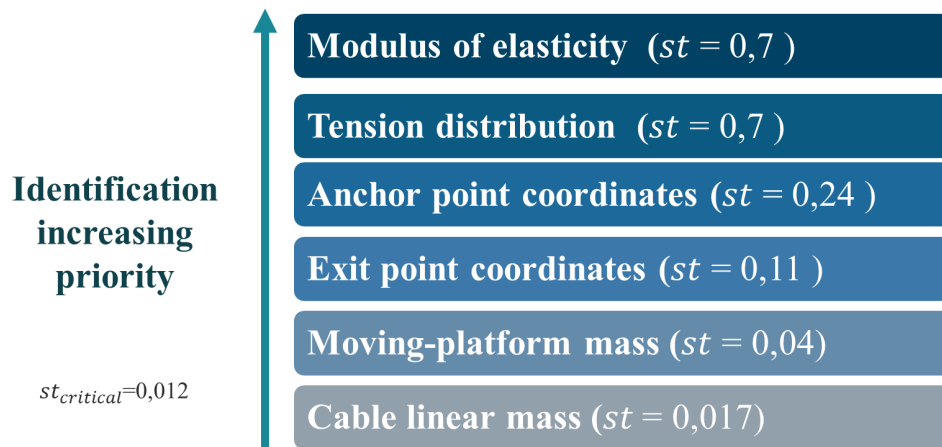 Modulus of elasticity (st = 0,7 )
Tension distribution (st = 0,7 )
Anchor point coordinates (st = 0,24 )
Exit point coordinates (st = 0,11 )
Moving-platform mass (st = 0,04)
Cable linear mass (st = 0,017)
Identification
increasing
priority
st_critical=0,012